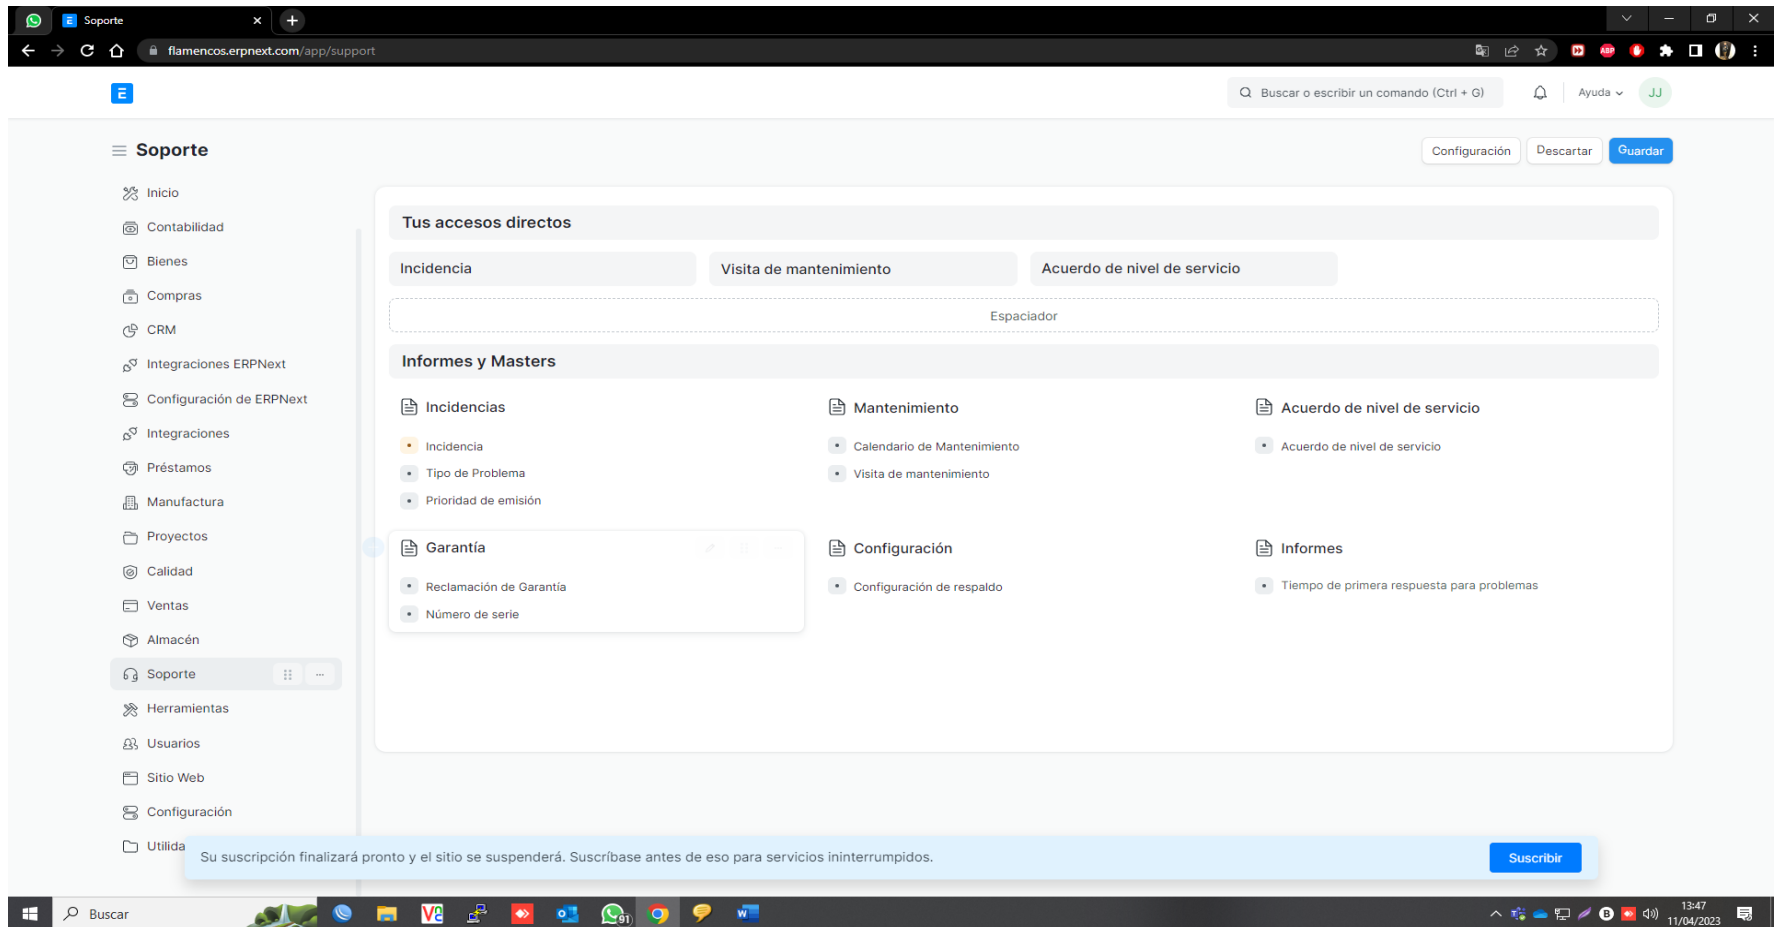 Soporte
flamencos.erpnext.com/app/support
E
Buscar o escribir un comando (Ctrl + G)
Ayuda
JJ
Soporte
Configuración
Descartar
Guardar
Inicio
Contabilidad
Bienes
Compras
CRM
Integraciones ERPNext
Configuración de ERPNext
Integraciones
Préstamos
Manufactura
Proyectos
Calidad
Ventas
Almacén
Soporte
Herramientas
Usuarios
Sitio Web
Configuración
Utilida
Tus accesos directos
Incidencia
Visita de mantenimiento
Acuerdo de nivel de servicio
Espaciador
Informes y Masters
Incidencias
Incidencia
Tipo de Problema
Prioridad de emisión
Mantenimiento
Calendario de Mantenimiento
Visita de mantenimiento
Acuerdo de nivel de servicio
Acuerdo de nivel de servicio
Garantía
Reclamación de Garantía
Número de serie
Configuración
Configuración de respaldo
Informes
Tiempo de primera respuesta para problemas
Su suscripción finalizará pronto y el sitio se suspenderá. Suscríbase antes de eso para servicios ininterrumpidos.
Suscribir
Buscar
91
13:47
11/04/2023